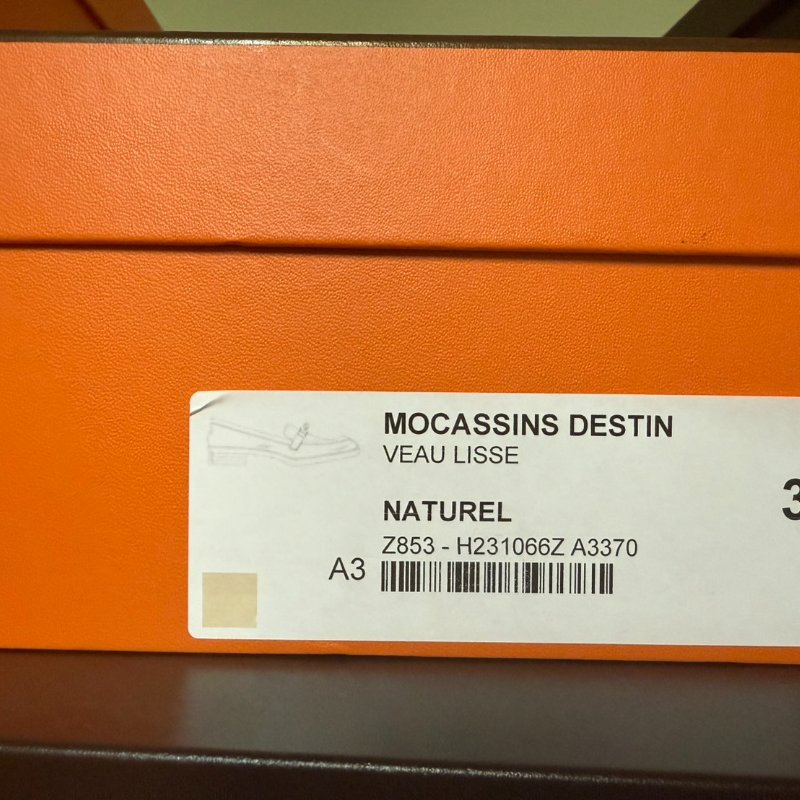 MOCASSINS DESTIN
VEAU LISSE
NATUREL
3
Z853 - H231066Z A3370
A3